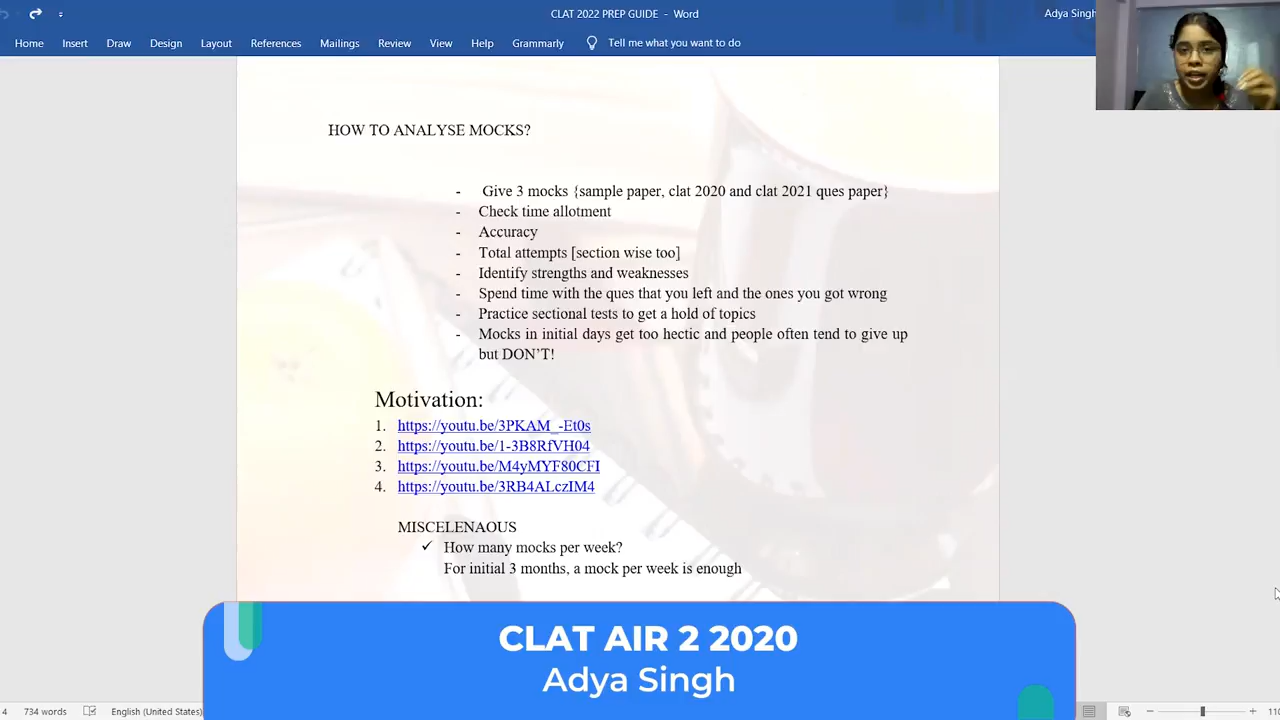 CLAT 2022 PREP GUIDE - Word
Adya Singh
Home Insert Draw Design Layout References Mailings Review View Help Grammarly Tell me what you want to do
HOW TO ANALYSE MOCKS?
- Give 3 mocks {sample paper, clat 2020 and clat 2021 ques paper}
- Check time allotment
- Accuracy
- Total attempts [section wise too]
- Identify strengths and weaknesses
- Spend time with the ques that you left and the ones you got wrong
- Practice sectional tests to get a hold of topics
- Mocks in initial days get too hectic and people often tend to give up
but DON'T!
Motivation:
1. https://youtu.be/3PKAM_-Et0s
2. https://youtu.be/1-3B8RfVH04
3. https://youtu.be/M4yMYF80CFI
4. https://youtu.be/3RB4ALczIM4
MISCELENAOUS
✓ How many mocks per week?
For initial 3 months, a mock per week is enough
CLAT AIR 2 2020
Adya Singh
4 734 words English (United States) 110